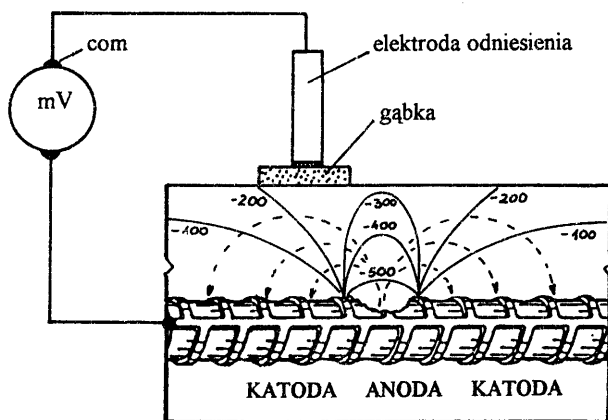 com
mV
elektroda odniesienia
gąbka
-200
-300
-200
-100
-400
-100
-500
KATODA ANODA KATODA